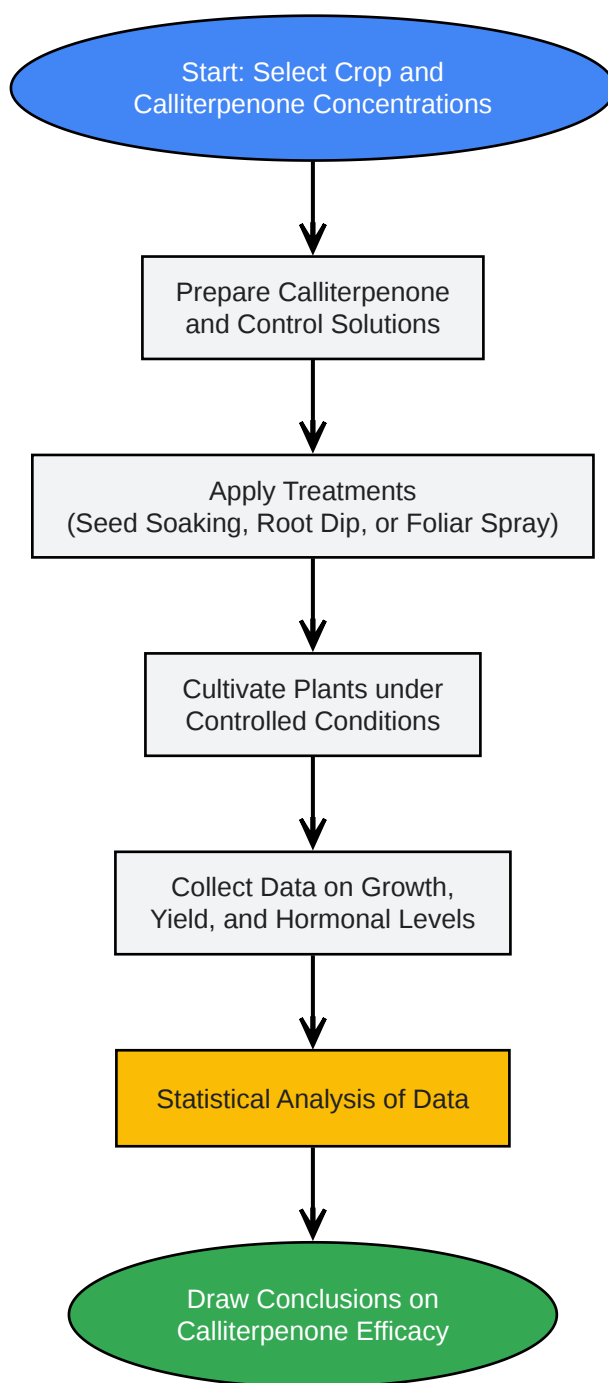 Start: Select Crop and
Calliterpenone Concentrations
Prepare Calliterpenone
and Control Solutions
Apply Treatments
(Seed Soaking, Root Dip, or Foliar Spray)
Cultivate Plants under
Controlled Conditions
Collect Data on Growth,
Yield, and Hormonal Levels
Statistical Analysis of Data
Draw Conclusions on
Calliterpenone Efficacy